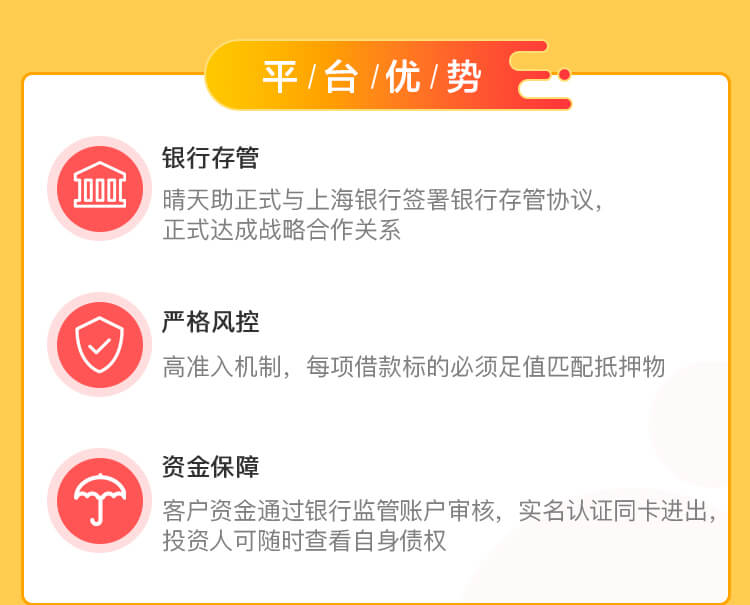 平/台/优/势
银行存管
晴天助正式与上海银行签署银行存管协议，
正式达成战略合作关系
严格风控
高准入机制，每项借款标的必须足值匹配抵押物
资金保障
客户资金通过银行监管账户审核，实名认证同卡进出，
投资人可随时查看自身债权